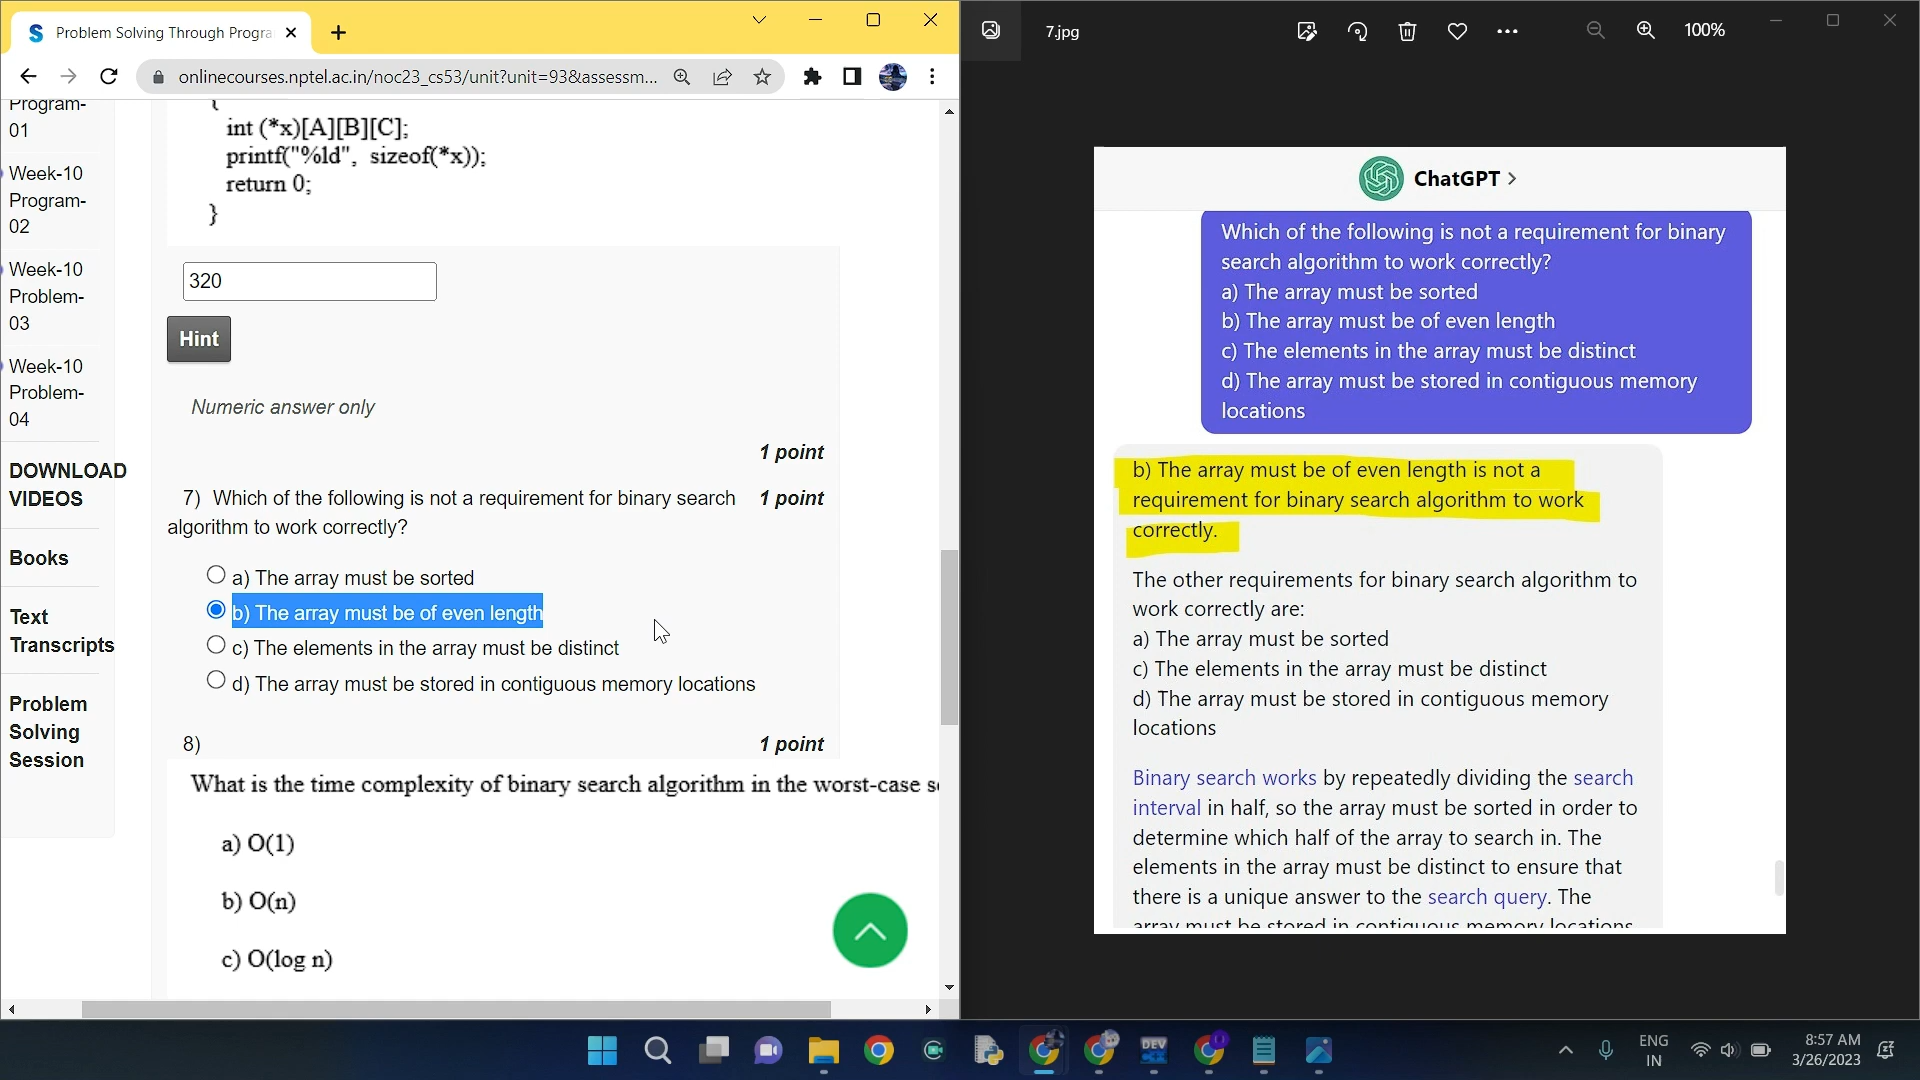 Problem Solving Through Progra
onlinecourses.nptel.ac.in/noc23_cs53/unit?unit=93&assessm...
Program-
01
Week-10
Program-
02
Week-10
Problem-
03
Week-10
Problem-
04
DOWNLOAD
VIDEOS
Books
Text
Transcripts
Problem
Solving
Session
{
int (*x)[A][B][C];
printf("%ld", sizeof(*x));
return 0;
}
320
Hint
Numeric answer only
1 point
7) Which of the following is not a requirement for binary search 1 point
algorithm to work correctly?
a) The array must be sorted
b) The array must be of even length
c) The elements in the array must be distinct
d) The array must be stored in contiguous memory locations
8) 1 point
What is the time complexity of binary search algorithm in the worst-case
a) O(1)
b) O(n)
c) O(log n)
7.jpg
100%
ChatGPT >
Which of the following is not a requirement for binary
search algorithm to work correctly?
a) The array must be sorted
b) The array must be of even length
c) The elements in the array must be distinct
d) The array must be stored in contiguous memory
locations
b) The array must be of even length is not a
requirement for binary search algorithm to work
correctly.
The other requirements for binary search algorithm to
work correctly are:
a) The array must be sorted
c) The elements in the array must be distinct
d) The array must be stored in contiguous memory
locations
Binary search works by repeatedly dividing the search
interval in half, so the array must be sorted in order to
determine which half of the array to search in. The
elements in the array must be distinct to ensure that
there is a unique answer to the search query. The
array must be stored in contiguous memory locations
DEV
ENG
IN
8:57 AM
3/26/2023